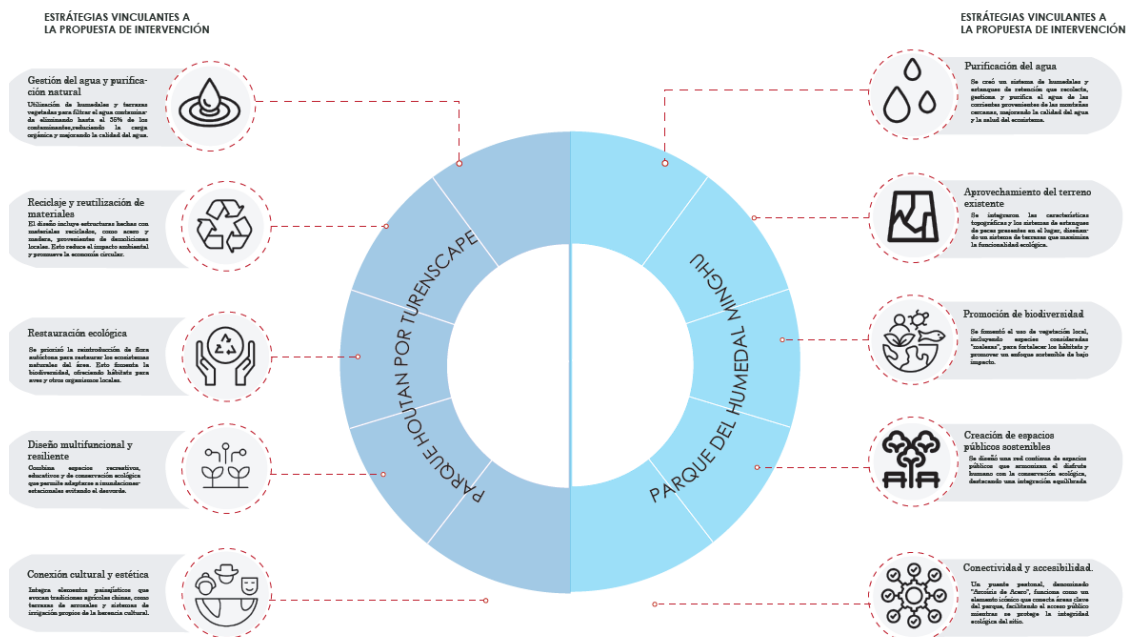 ESTRÁTEGIAS VINCULANTES A
LA PROPUESTA DE INTERVENCIÓN
Gestión del agua y purifica-
ción natural
Utilización de humedales y terrazas
vegetadas para filtrar el agua contamina-
da eliminando hasta el 35% de los
contaminantes,reduciendo la carga
orgánica y mejorando la calidad del agua.
Reciclaje y reutilización de
materiales
El diseño incluye estructuras hechas con
materiales reciclados, como acero y
madera, provenientes de demoliciones
locales. Esto reduce el impacto ambiental
y promueve la economía circular.
Restauración ecológica
Se priorizó la reintroducción de flora
autóctona para restaurar los ecosistemas
naturales del área. Esto fomenta la
biodiversidad, ofreciendo hábitats para
aves y otros organismos locales.
Diseño multifuncional y
resiliente
Combina espacios recreativos,
educativos y de conservación ecológica
que permite adaptarse a inundaciones
estacionales evitando el desvorde.
Conexión cultural y estética
Integra elementos paisajísticos que
evocan tradiciones agrícolas chinas, como
terrazas de arrozales y sistemas de
irrigación propios de la herencia cultural.
PARQUE HOUTAN POR TURENSCAPE
PARQUE DEL HUMEDAL MINGHU
ESTRÁTEGIAS VINCULANTES A
LA PROPUESTA DE INTERVENCIÓN
Purificación del agua
Se creó un sistema de humedales y
estanques de retención que recolecta,
gestiona y purifica el agua de las
corrientes provenientes de las montañas
cercanas, mejorando la calidad del agua
y la salud del ecosistema.
Aprovechamiento del terreno
existente
Se integraron las características
topográficas y los sistemas de estanques
de peces presentes en el lugar, diseñan-
do un sistema de terrazas que maximiza
la funcionalidad ecológica.
Promoción de biodiversidad
Se fomentó el uso de vegetación local,
incluyendo especies consideradas
"malezas", para fortalecer los hábitats y
promover un enfoque sostenible de bajo
impacto.
Creación de espacios
públicos sostenibles
Se diseñó una red continua de espacios
públicos que armonizan el disfrute
humano con la conservación ecológica,
destacando una integración equilibrada
Conectividad y accesibilidad.
Un puente peatonal, denominado
"Arcoíris de Acero", funciona como un
elemento icónico que conecta áreas clave
del parque, facilitando el acceso público
mientras se protege la integridad
ecológica del sitio.